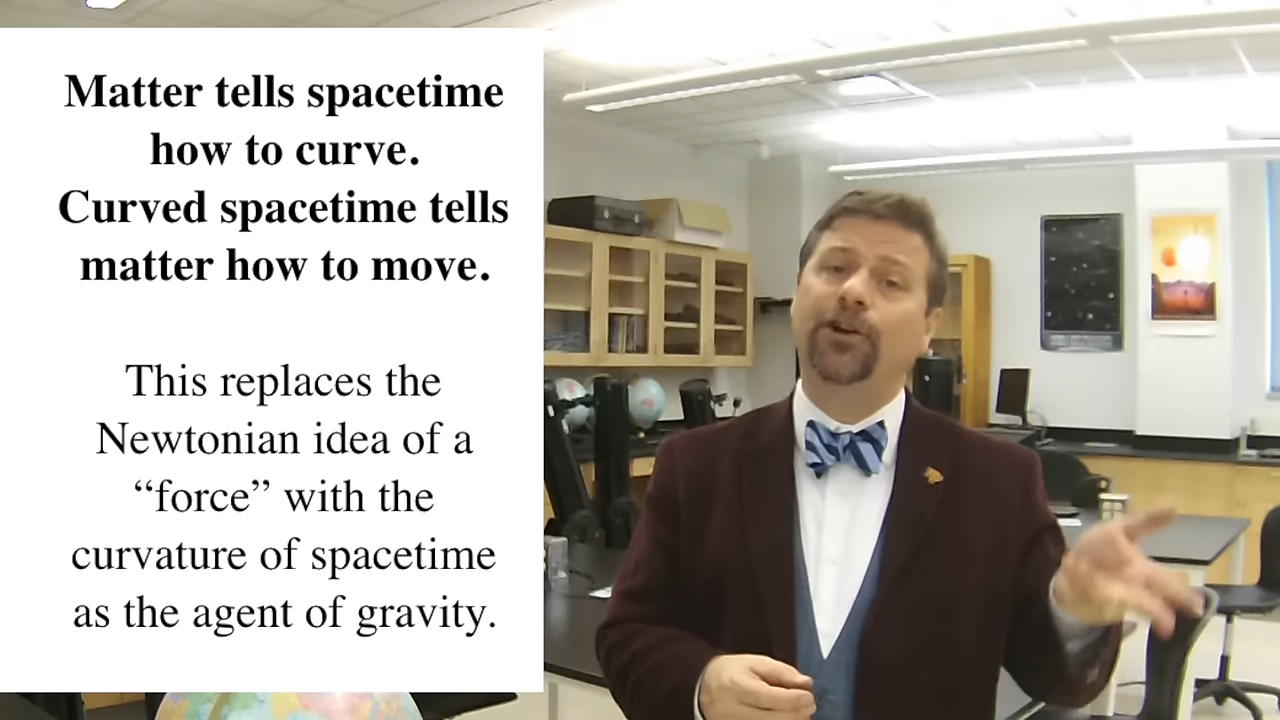 Matter tells spacetime
how to curve.
Curved spacetime tells
matter how to move.
This replaces the
Newtonian idea of a
“force” with the
curvature of spacetime
as the agent of gravity.